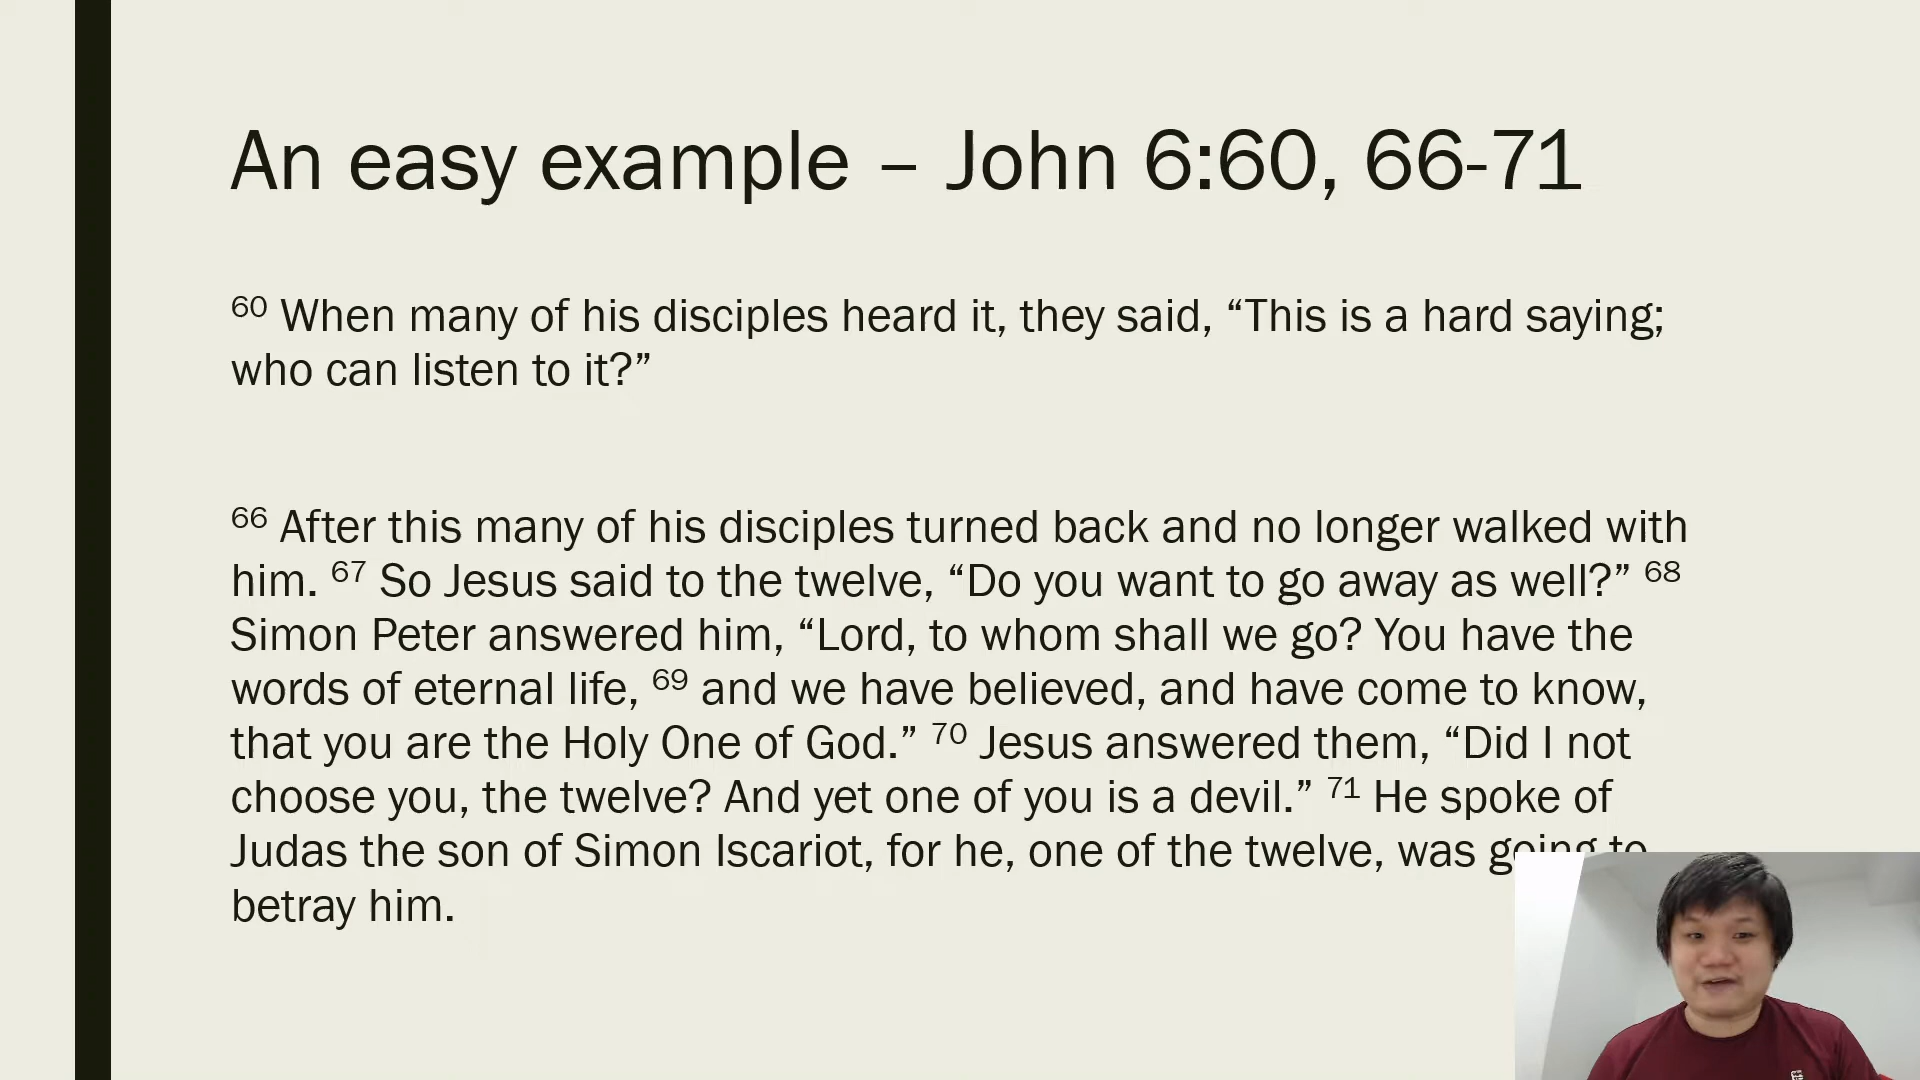 An easy example – John 6:60, 66-71
60 When many of his disciples heard it, they said, “This is a hard saying;
who can listen to it?”
66 After this many of his disciples turned back and no longer walked with
him. 67 So Jesus said to the twelve, “Do you want to go away as well?” 68
Simon Peter answered him, “Lord, to whom shall we go? You have the
words of eternal life, 69 and we have believed, and have come to know,
that you are the Holy One of God.” 70 Jesus answered them, “Did I not
choose you, the twelve? And yet one of you is a devil.” 71 He spoke of
Judas the son of Simon Iscariot, for he, one of the twelve, was going to
betray him.